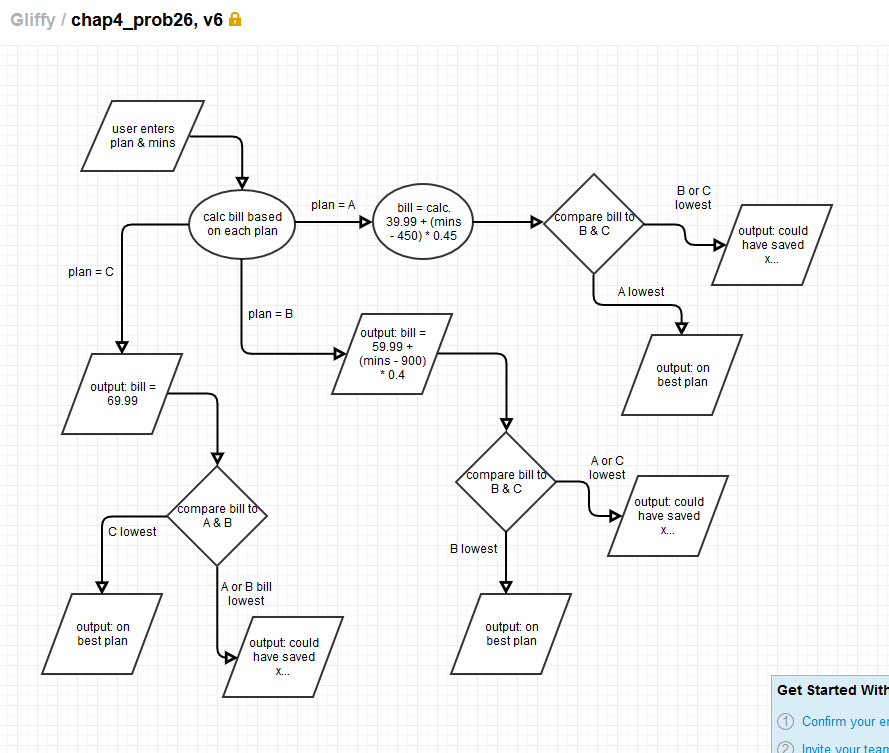 Gliffy / chap4_prob26, v6
user enters
plan & mins
calc bill based
on each plan
plan = A
bill = calc.
39.99 + (mins
- 450) * 0.45
compare bill to
B & C
B or C
lowest
output: could
have saved
x...
A lowest
output: on
best plan
plan = C
plan = B
output: bill =
59.99 +
(mins - 900)
* 0.4
output: bill =
69.99
compare bill to
B & C
A or C
lowest
output: could
have saved
x...
B lowest
output: on
best plan
compare bill to
A & B
C lowest
A or B bill
lowest
output: on
best plan
output: could
have saved
x...
Get Started With
1 Confirm your e
2 Invite your team